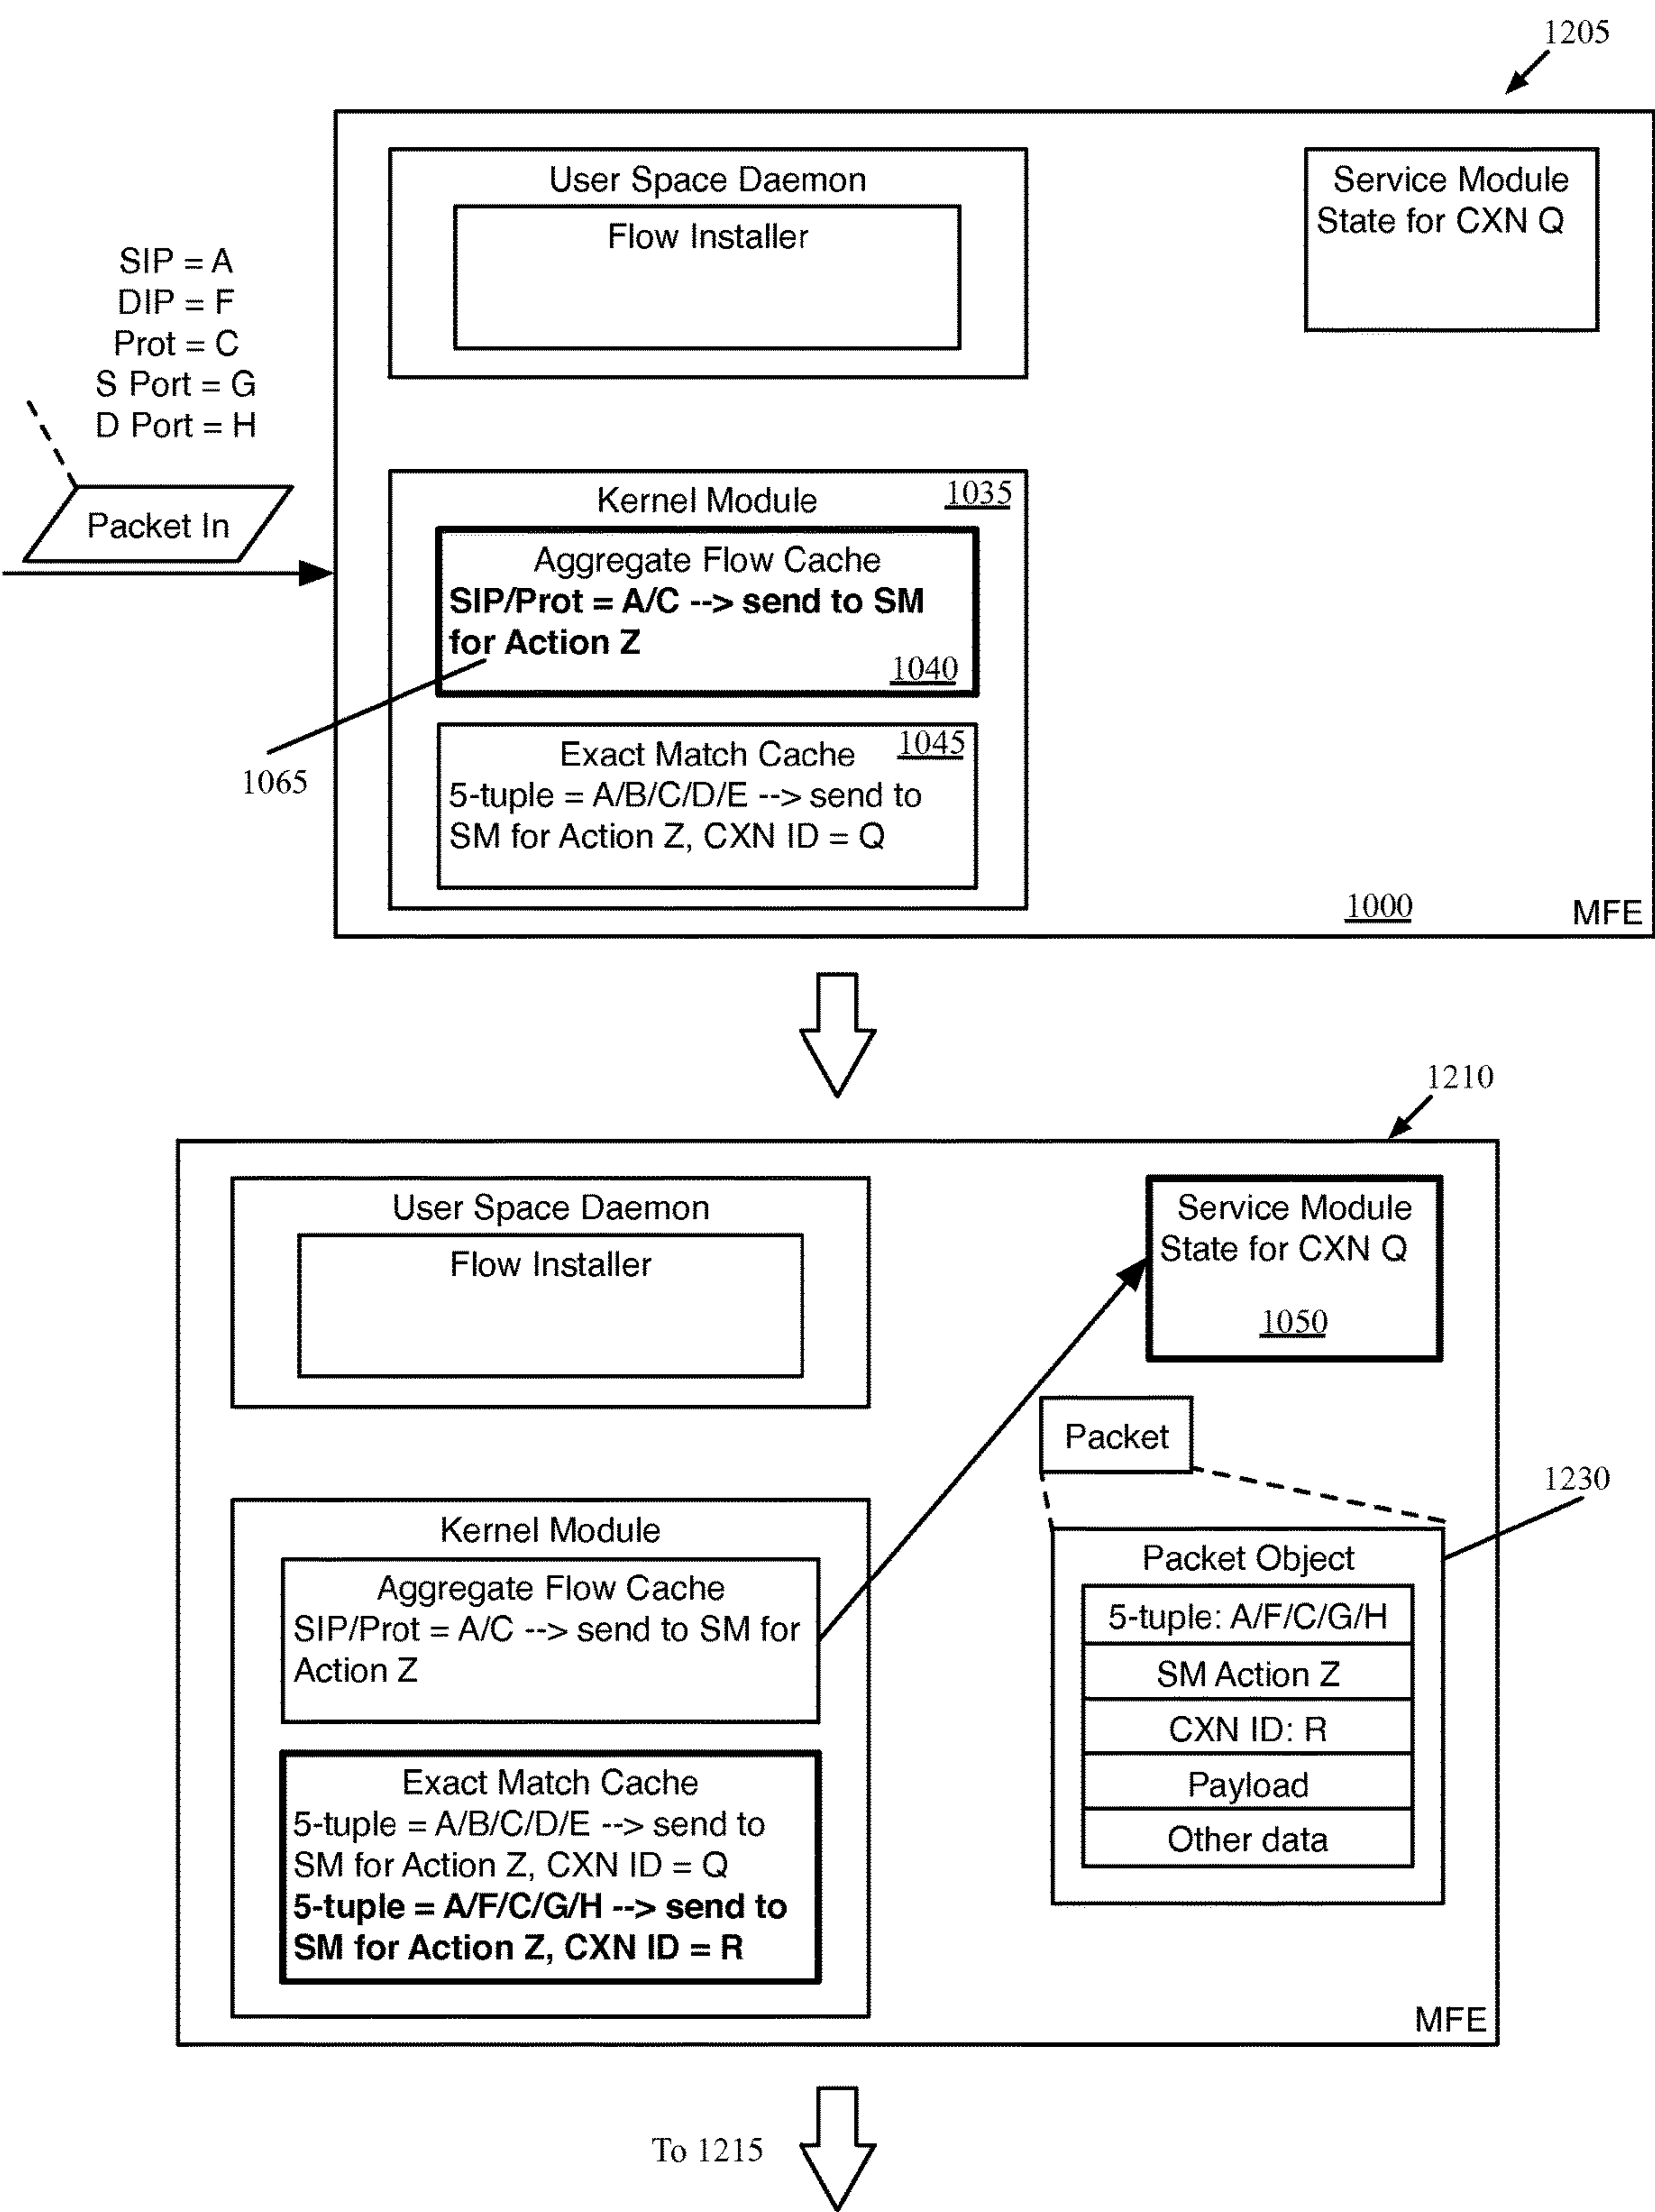 1205
User Space Daemon
Flow Installer
Service Module
State for CXN Q
SIP = A
DIP = F
Prot = C
S Port = G
D Port = H
Packet In
Kernel Module
1035
Aggregate Flow Cache
SIP/Prot = A/C --> send to SM
for Action Z
1040
1065
Exact Match Cache
1045
5-tuple = A/B/C/D/E --> send to
SM for Action Z, CXN ID = Q
1000
MFE
1210
User Space Daemon
Flow Installer
Service Module
State for CXN Q
1050
Packet
1230
Kernel Module
Aggregate Flow Cache
SIP/Prot = A/C --> send to SM for
Action Z
Exact Match Cache
5-tuple = A/B/C/D/E --> send to
SM for Action Z, CXN ID = Q
5-tuple = A/F/C/G/H --> send to
SM for Action Z, CXN ID = R
Packet Object
5-tuple: A/F/C/G/H
SM Action Z
CXN ID: R
Payload
Other data
MFE
To 1215